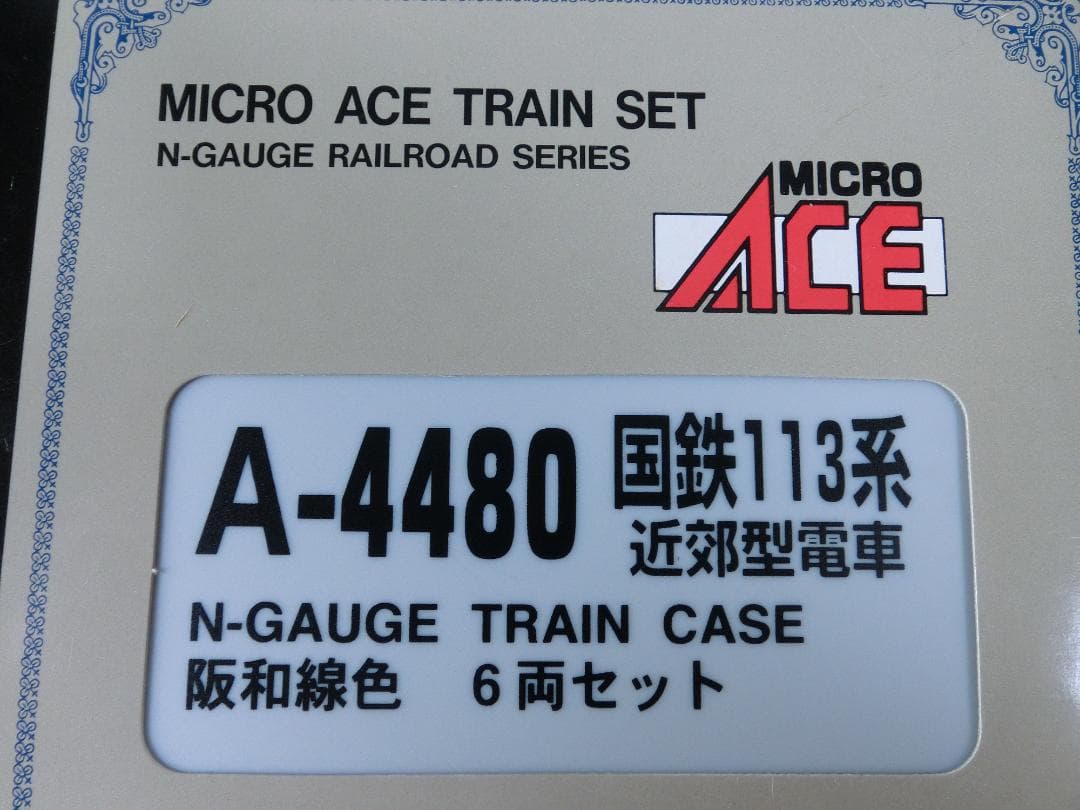 MICRO ACE TRAIN SET
N-GAUGE RAILROAD SERIES
MICRO
ACE
A-4480 国鉄113系
近郊型電車
N-GAUGE TRAIN CASE
阪和線色 6両セット